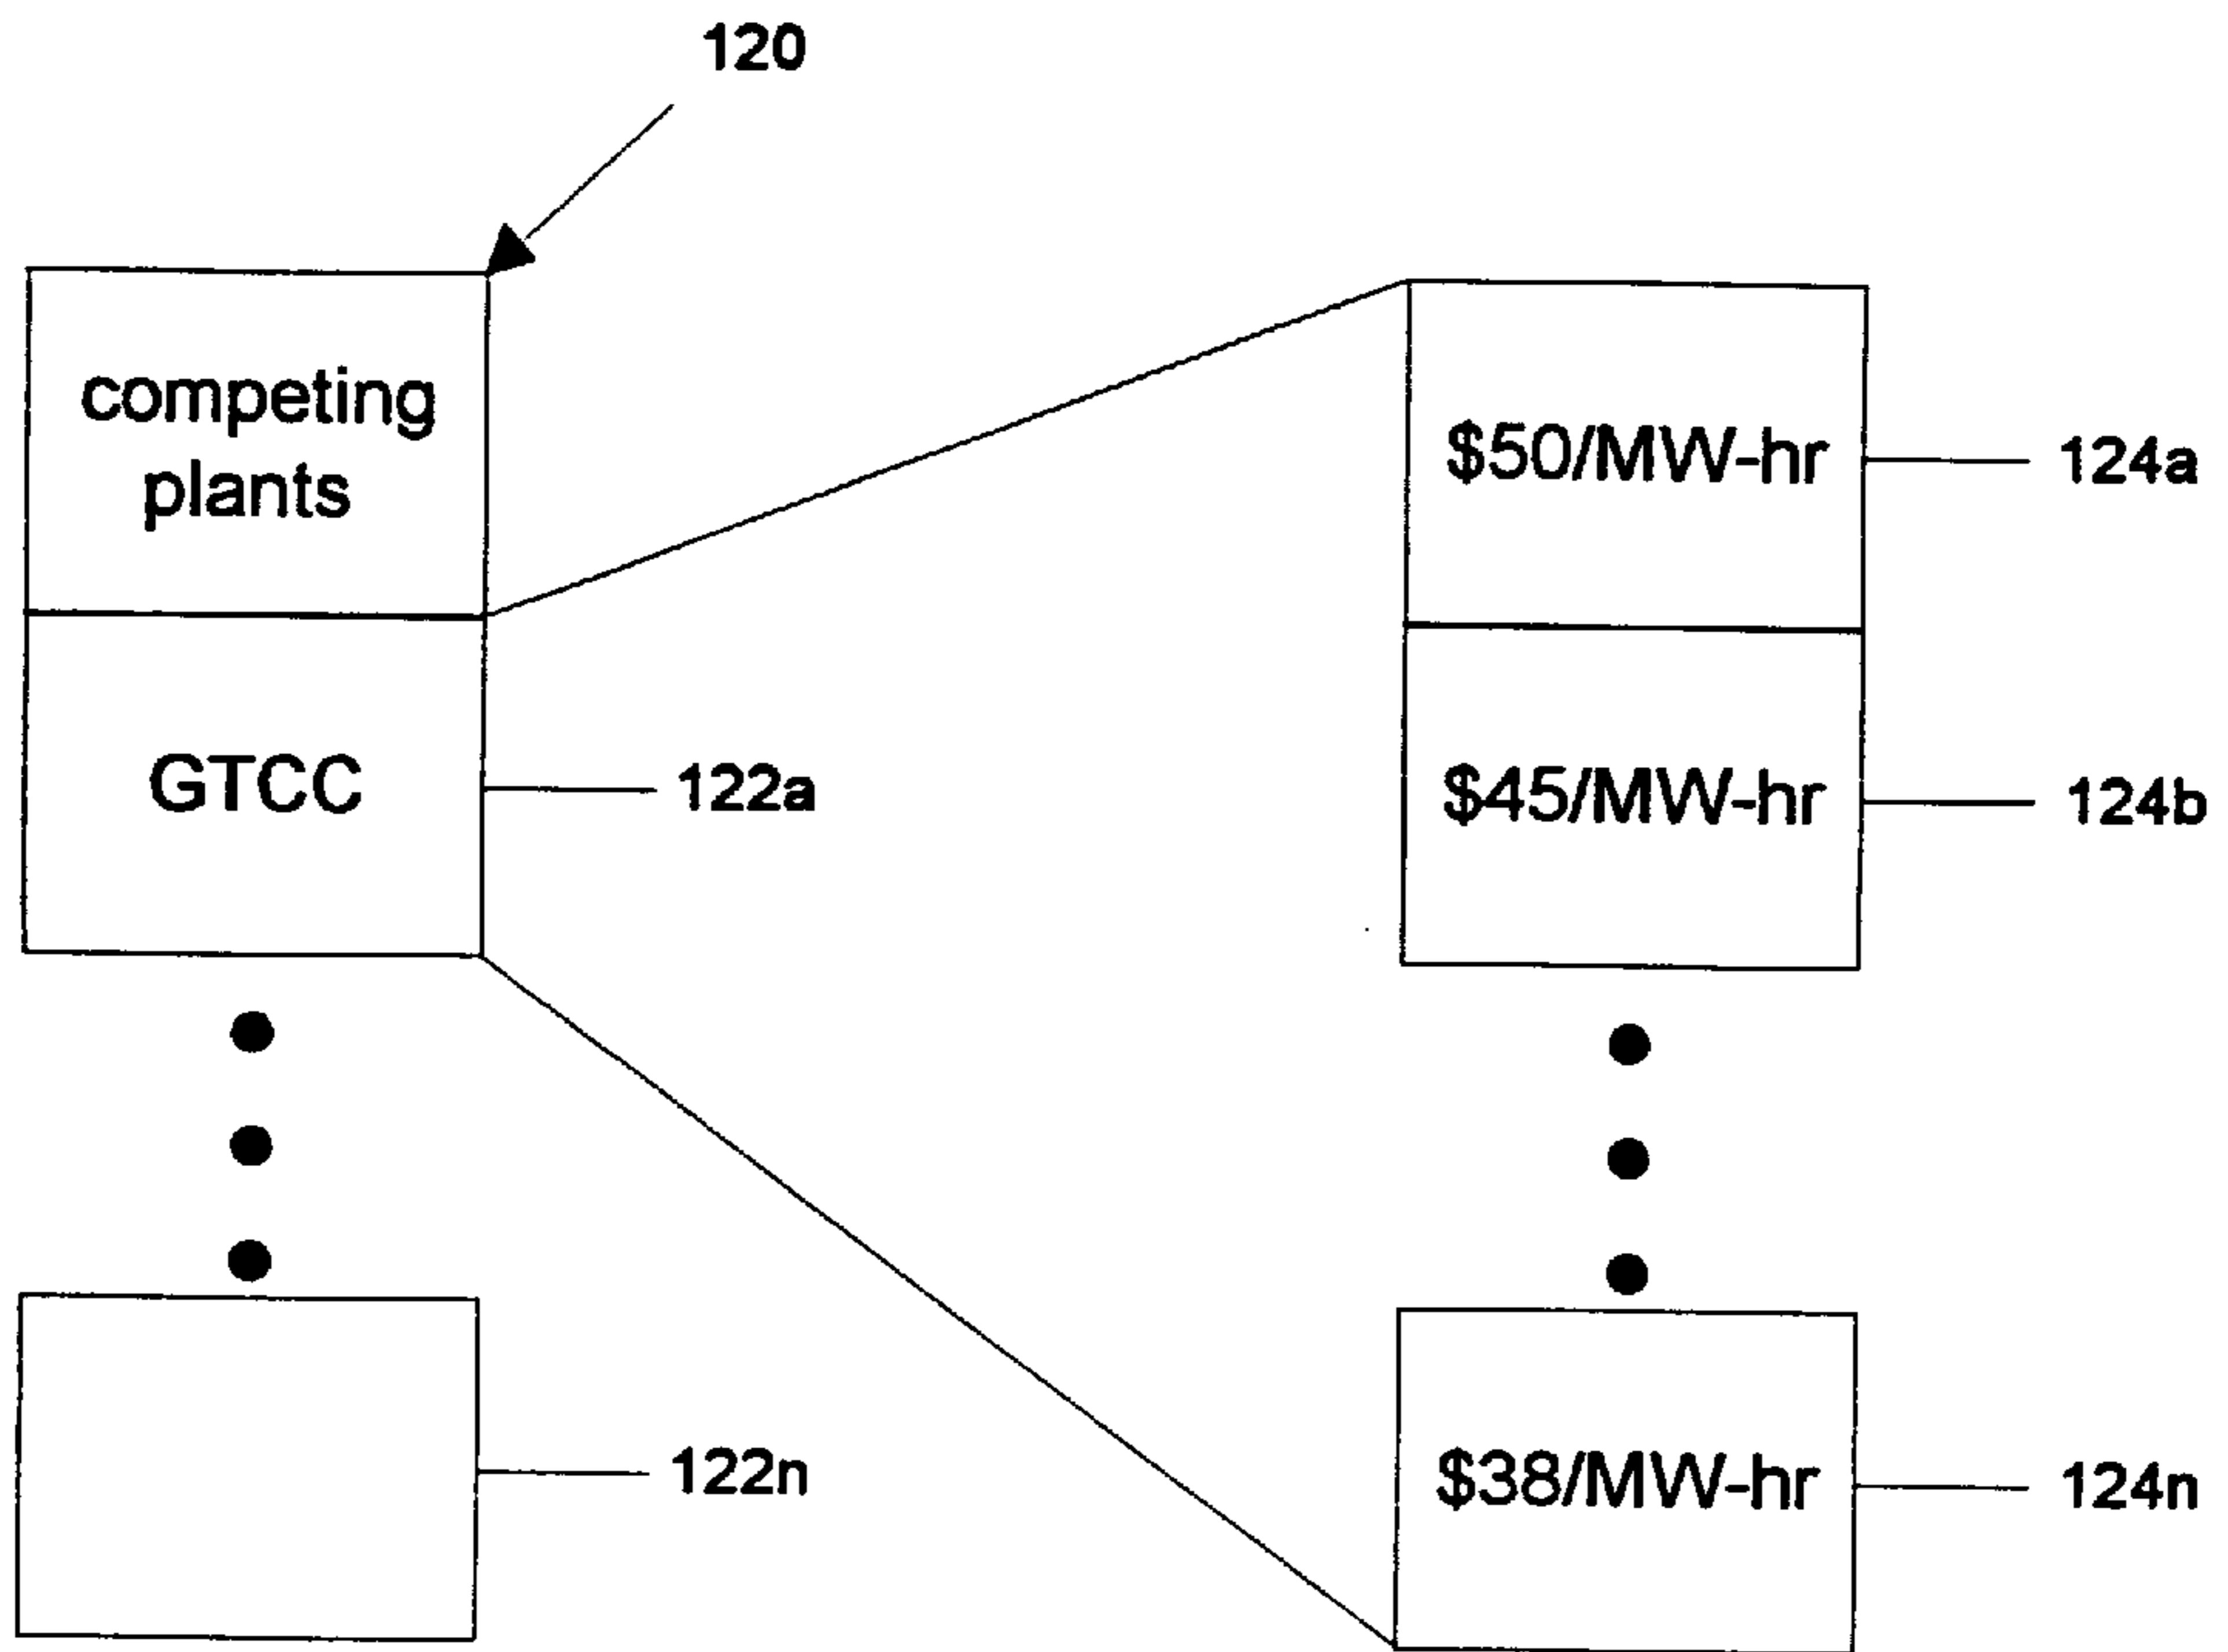 120
competing
plants
$50/MW-hr
124a
GTCC
122a
$45/MW-hr
124b
122n
$38/MW-hr
124n